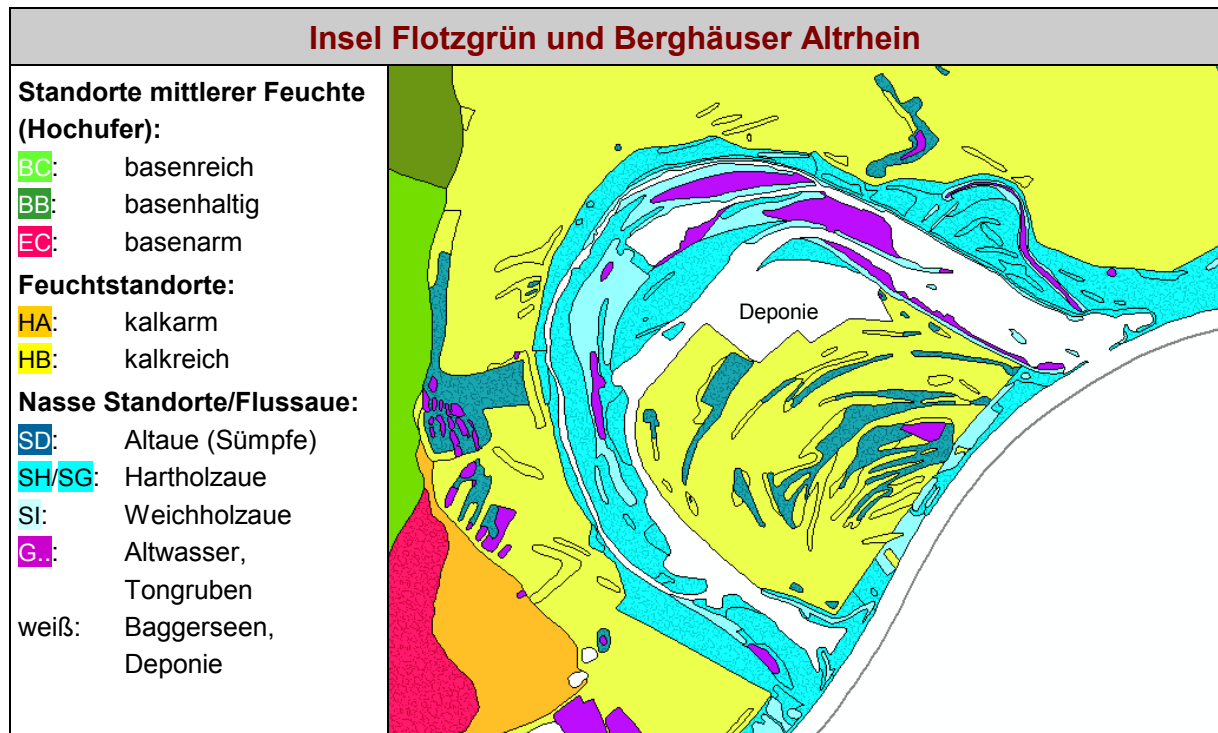 Insel Flotzgrün und Berghäuser Altrhein
Standorte mittlerer Feuchte
(Hochufer):
BC: basenreich
BB: basenhaltig
EC: basenarm
Feuchtstandorte:
HA: kalkarm
HB: kalkreich
Nasse Standorte/Flussaue:
SD: Altaue (Sümpfe)
SH/SG: Hartholzaue
SI: Weichholzaue
G..: Altwasser,
Tongruben
weiß: Baggerseen,
Deponie
Deponie